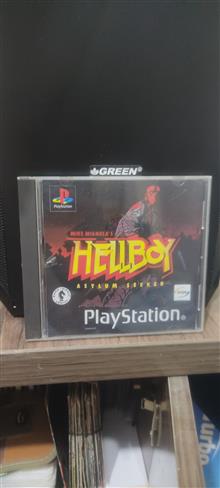 GREEN
PlayStation
MIKE MIGNOLA'S
HELLBOY
ASYLUM SEEKER
PlayStation